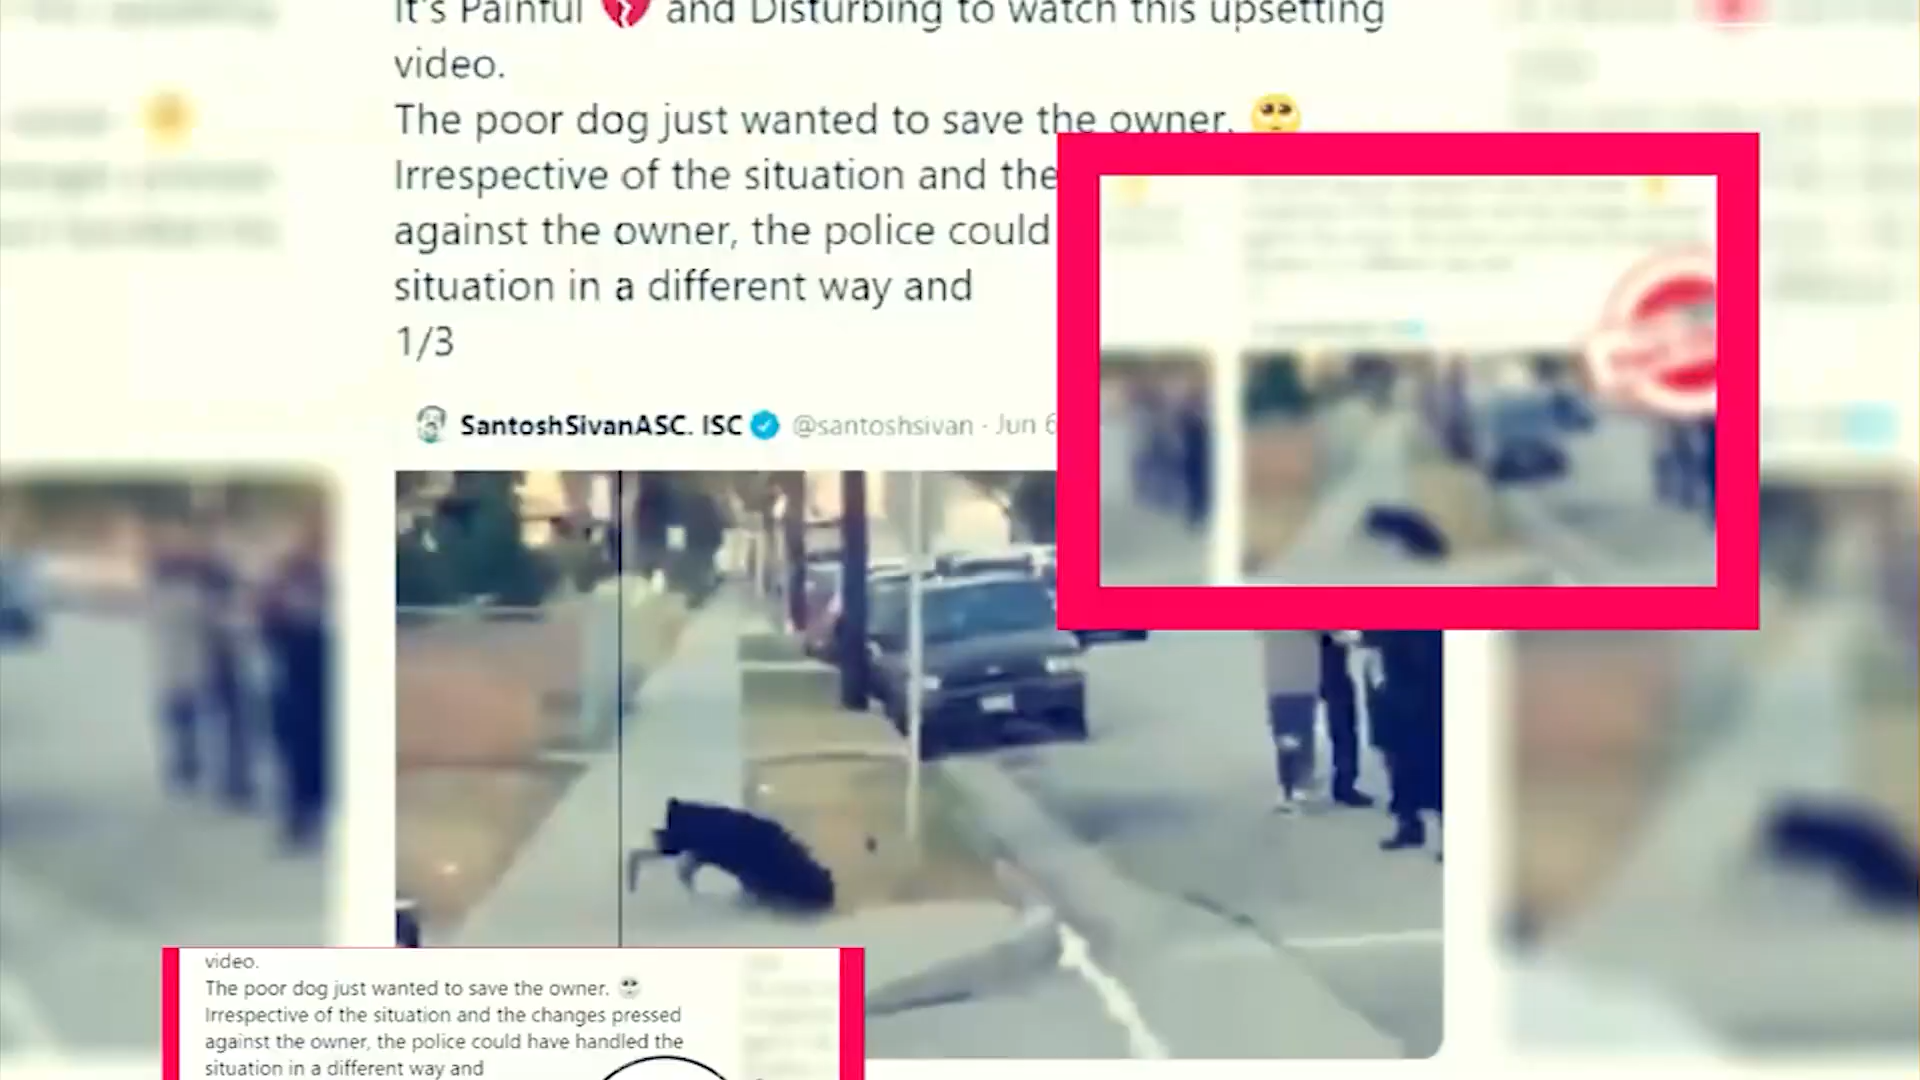 It's Painful 💔 and Disturbing to watch this upsetting
video.
The poor dog just wanted to save the owner. 🥺
Irrespective of the situation and the
against the owner, the police could
situation in a different way and
1/3
SantoshSivanASC. ISC @santoshsivan · Jun 6
video.
The poor dog just wanted to save the owner. 🥺
Irrespective of the situation and the changes pressed
against the owner, the police could have handled the
situation in a different way and